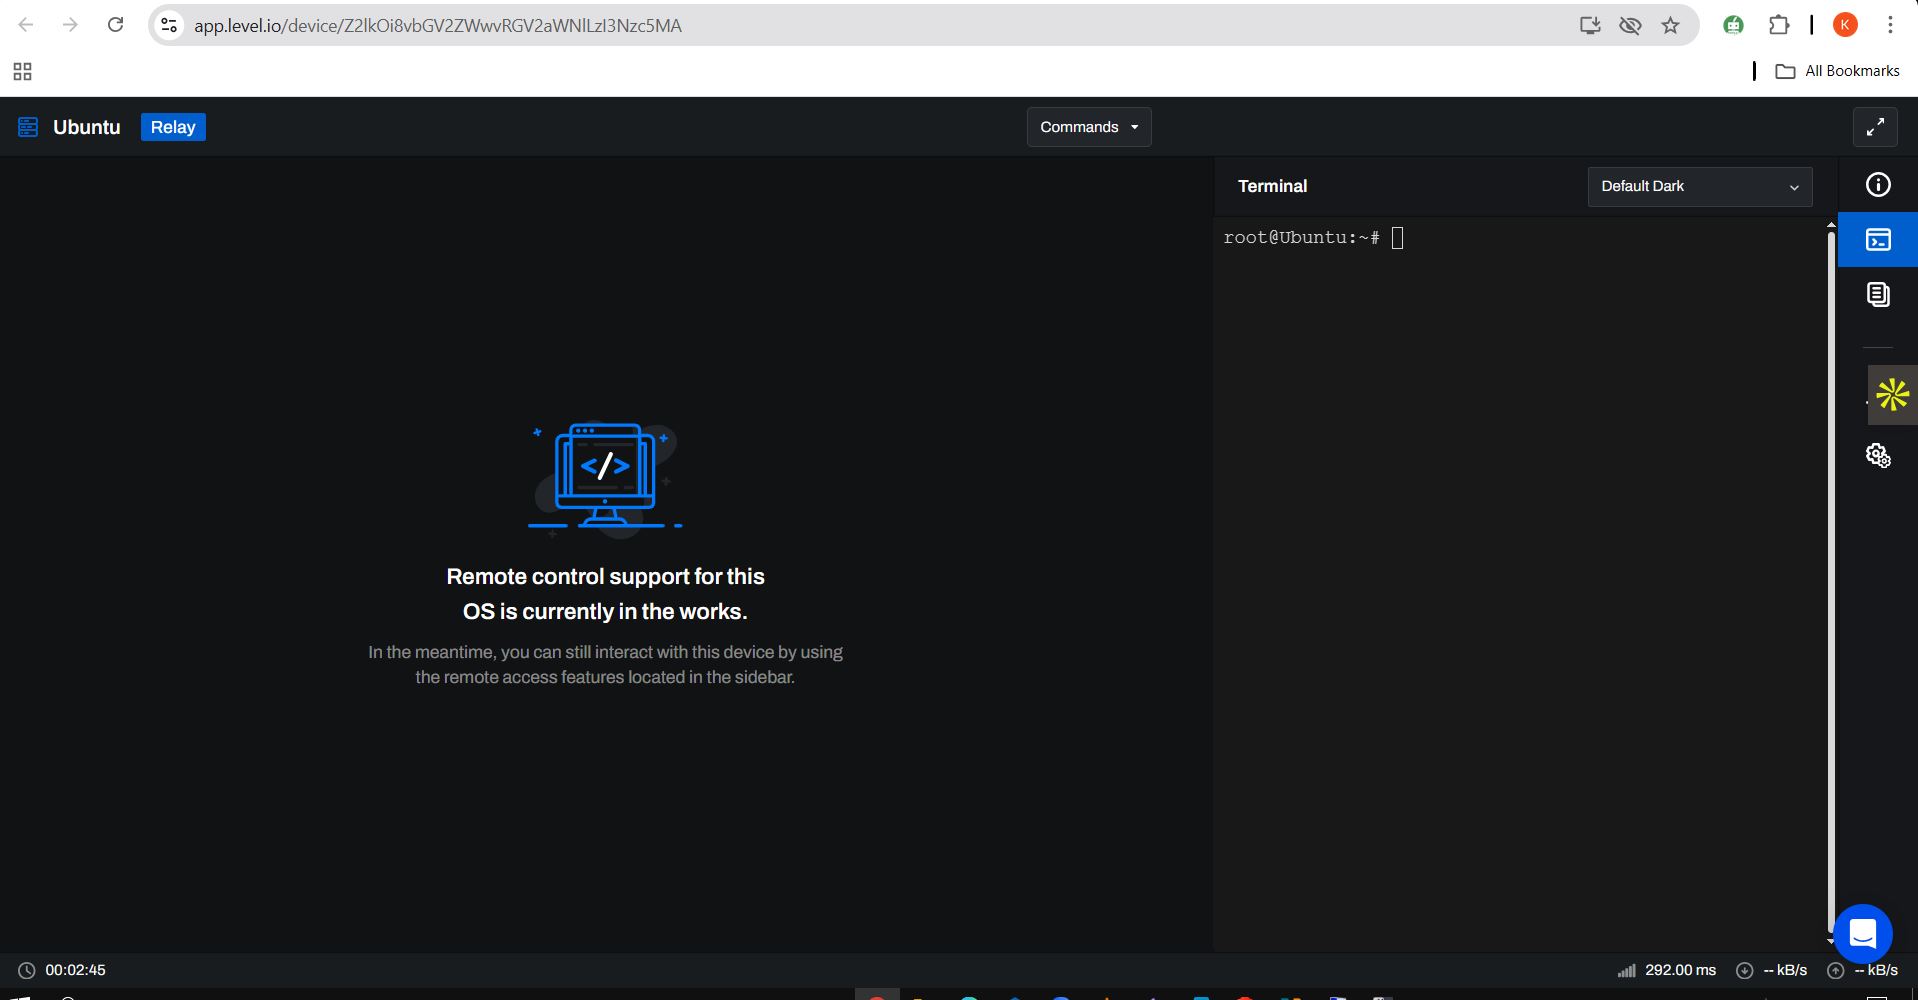 app.level.io/device/Z2lkOi8vbGV2ZWwvRGV2aWNlLzI3Nzc5MA
K
All Bookmarks
Ubuntu
Relay
Commands
Terminal
Default Dark
root@Ubuntu:~#
</>
Remote control support for this
OS is currently in the works.
In the meantime, you can still interact with this device by using
the remote access features located in the sidebar.
00:02:45
292.00 ms
-- kB/s
-- kB/s